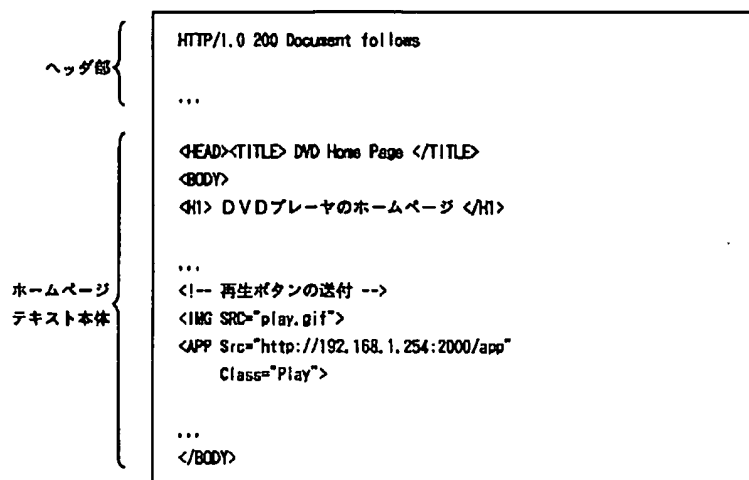 ヘッダ部
HTTP/1.0 200 Document follows
...
ホームページ
テキスト本体
<HEAD><TITLE> DVD Home Page </TITLE>
<BODY>
<H1> DVDプレーヤのホームページ </H1>
...
<!-- 再生ボタンの送付 -->
<IMG SRC="play.gif">
<APP Src="http://192.168.1.254:2000/app"
Class="Play">
...
</BODY>